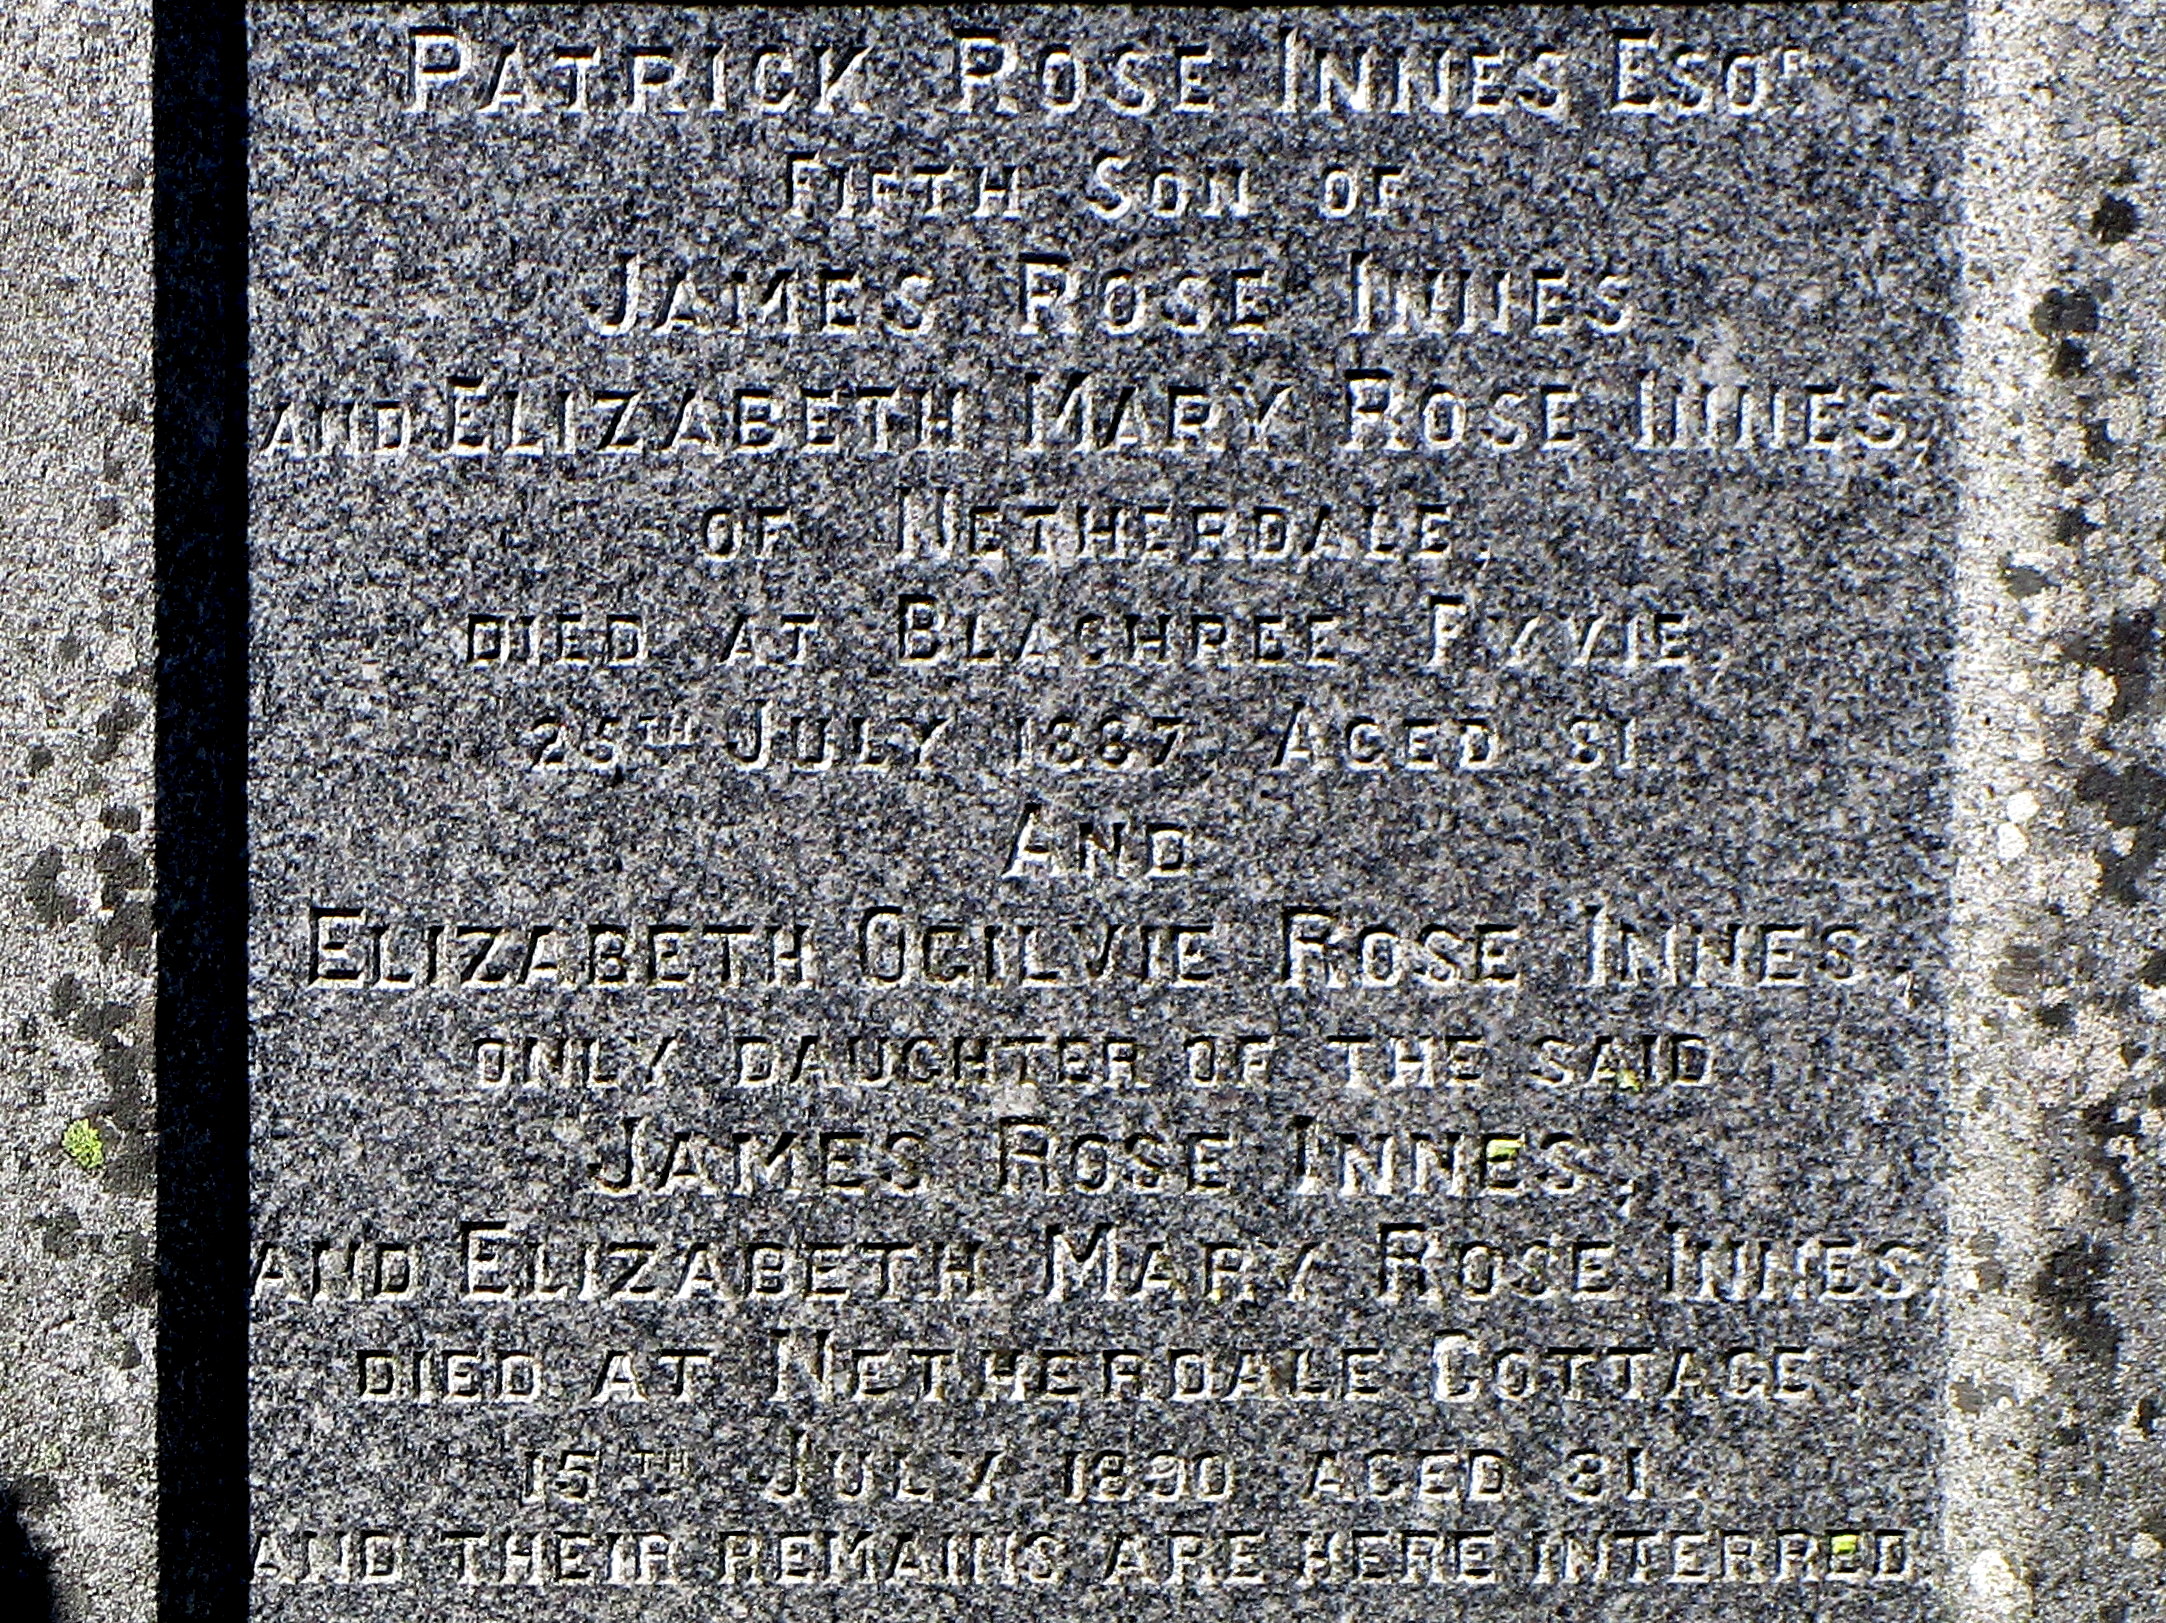 PATRICK ROSE INNES ESQR.
FIFTH SON OF
JAMES ROSE INNES
AND ELIZABETH MARY ROSE INNES,
OF NETHERDALE,
DIED AT BLACHREE FYVIE,
25TH JULY 1887. AGED 81.
AND
ELIZABETH OGILVIE ROSE INNES,
ONLY DAUGHTER OF THE SAID
JAMES ROSE INNES,
AND ELIZABETH MARY ROSE INNES,
DIED AT NETHERDALE COTTAGE.
15TH JULY 1890 AGED 81.
AND THEIR REMAINS ARE HERE INTERRED.